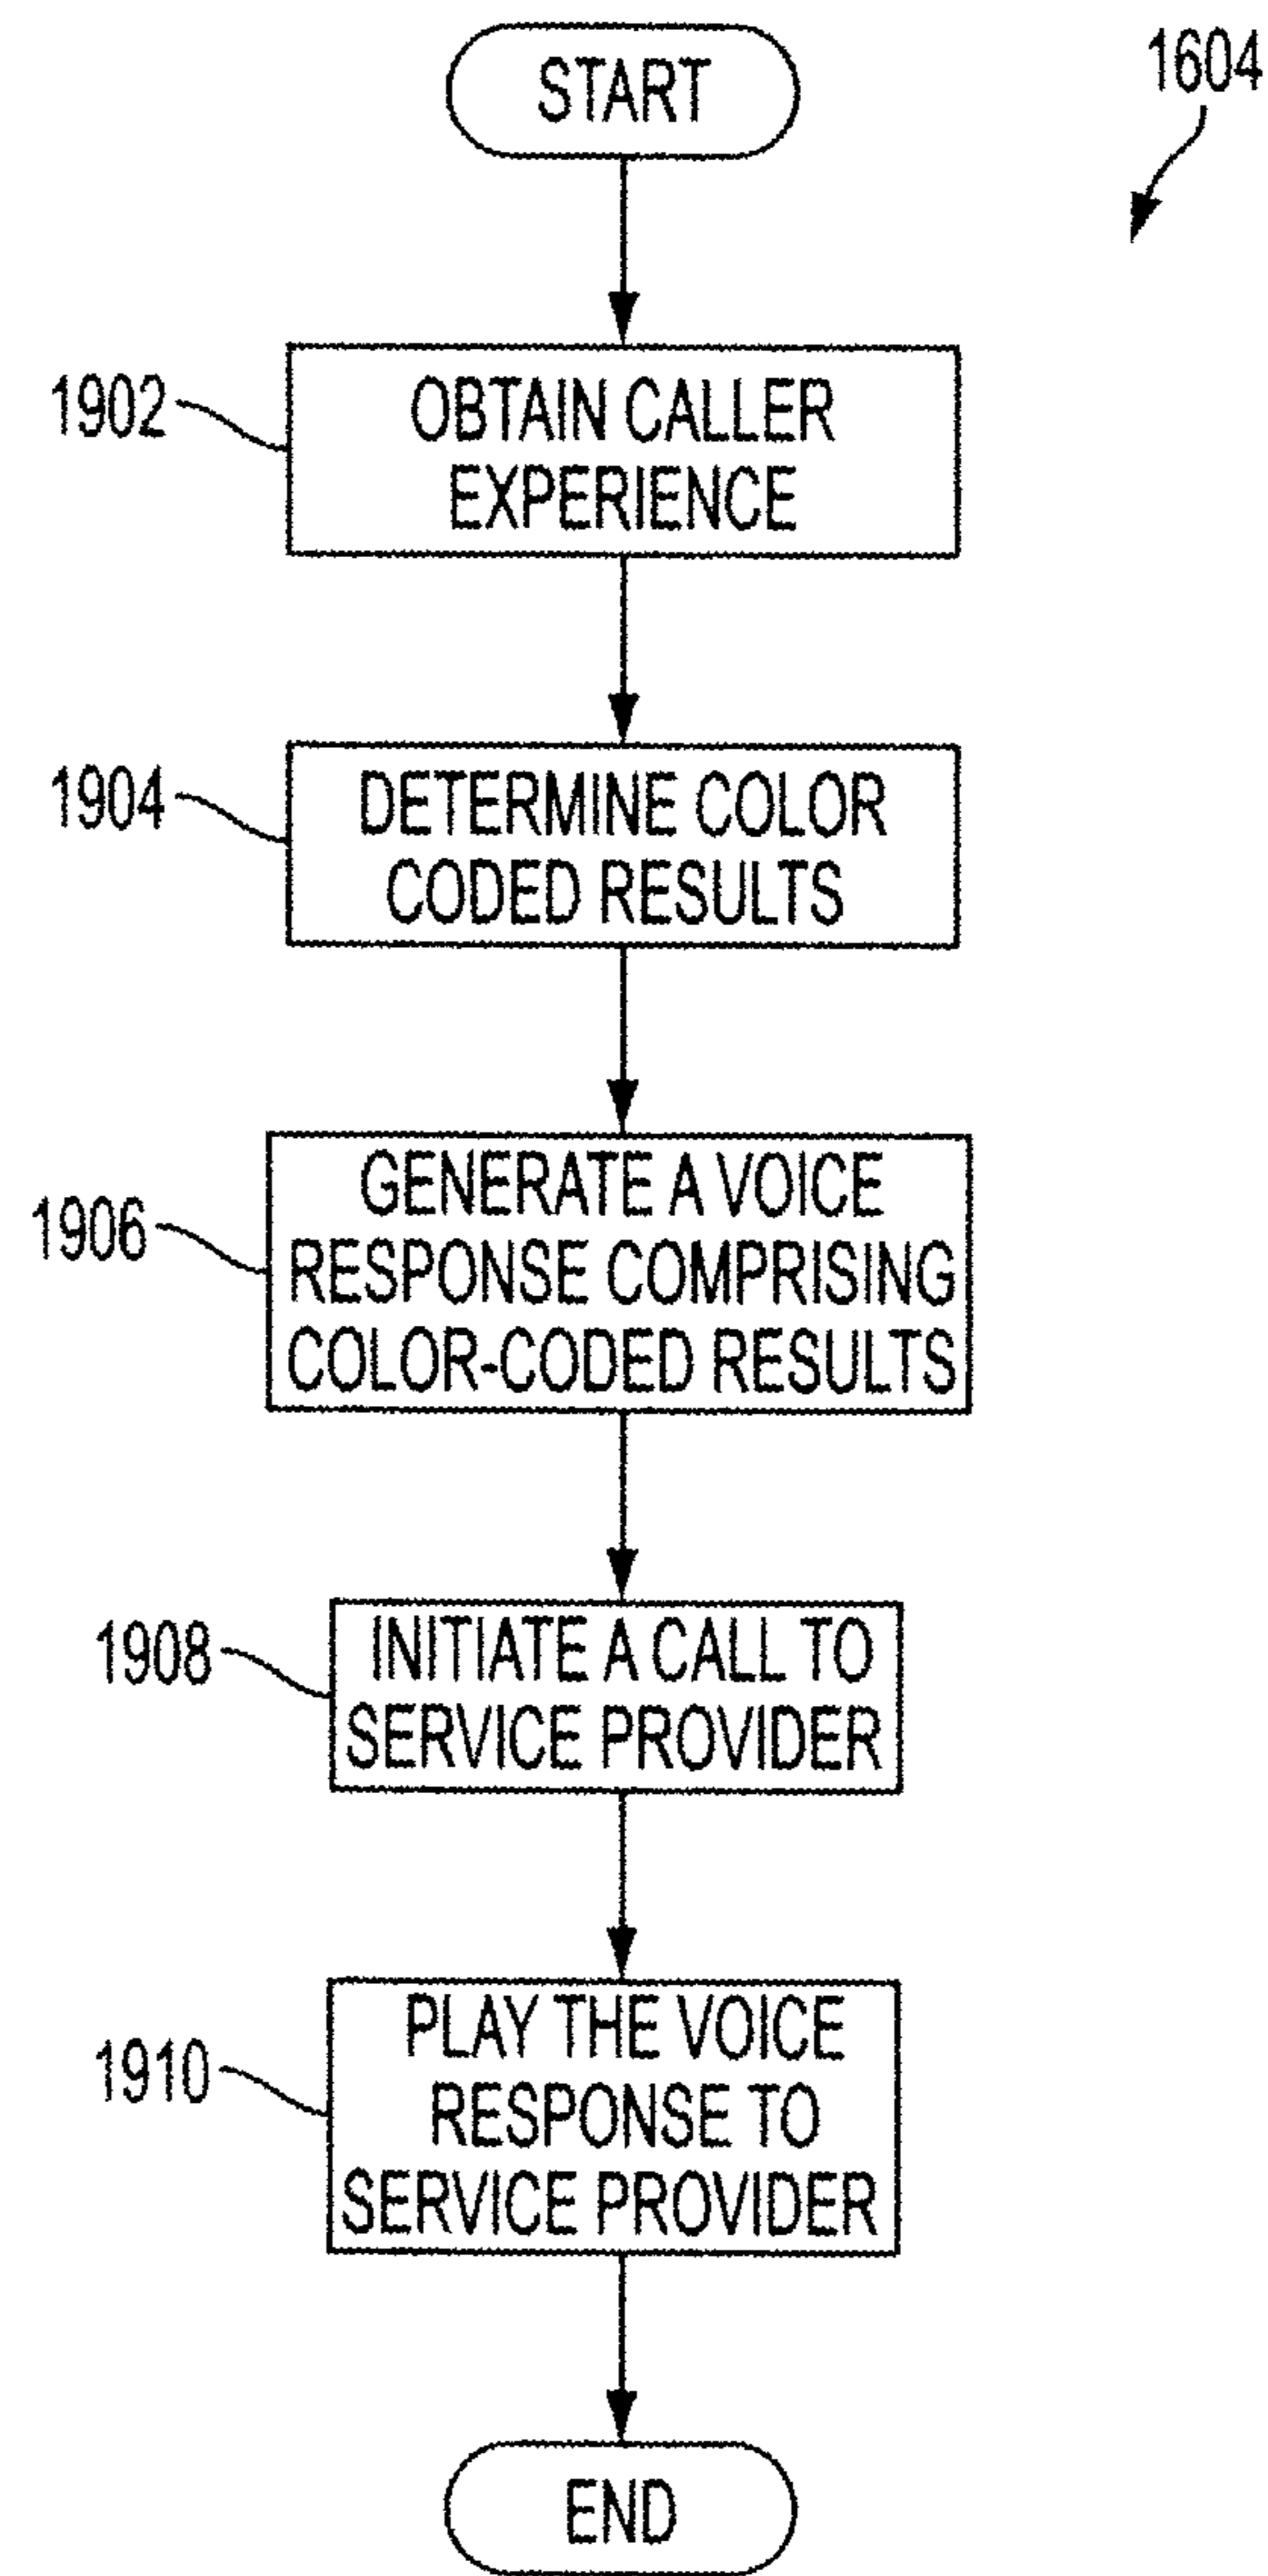 START
1604
1902
OBTAIN CALLER
EXPERIENCE
1904
DETERMINE COLOR
CODED RESULTS
1906
GENERATE A VOICE
RESPONSE COMPRISING
COLOR-CODED RESULTS
1908
INITIATE A CALL TO
SERVICE PROVIDER
1910
PLAY THE VOICE
RESPONSE TO
SERVICE PROVIDER
END